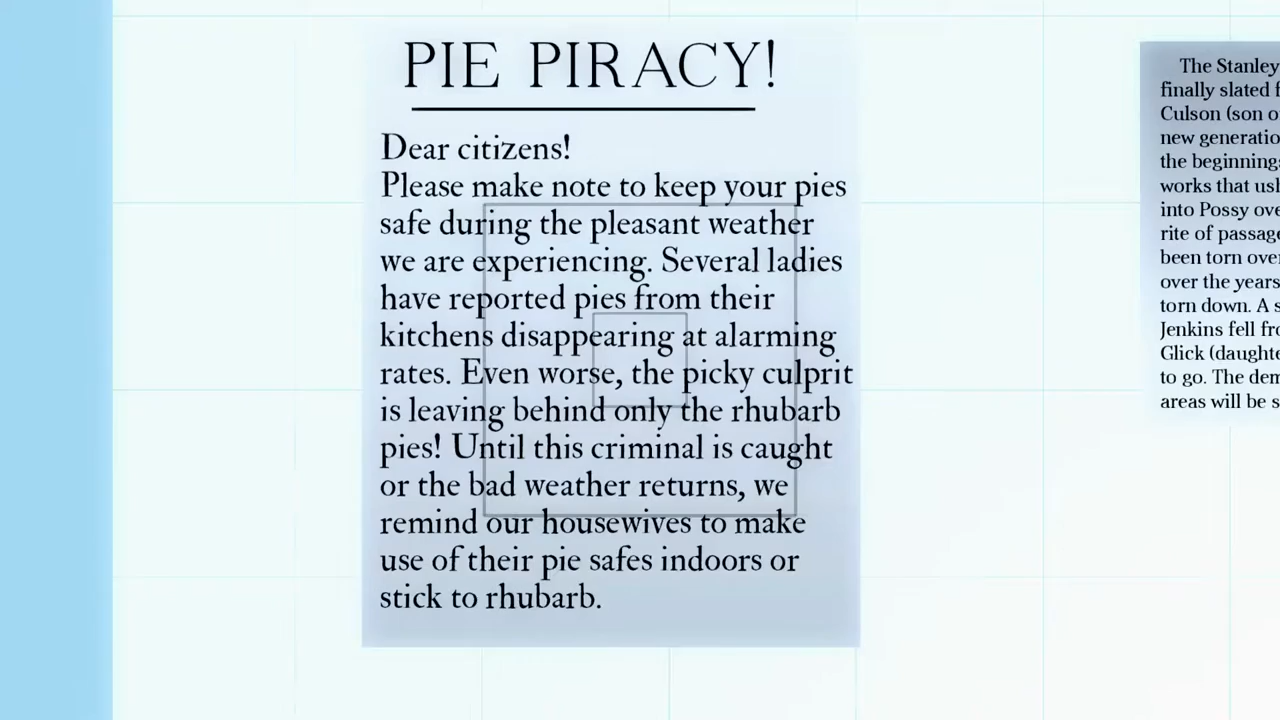 PIE PIRACY!
Dear citizens!
Please make note to keep your pies
safe during the pleasant weather
we are experiencing. Several ladies
have reported pies from their
kitchens disappearing at alarming
rates. Even worse, the picky culprit
is leaving behind only the rhubarb
pies! Until this criminal is caught
or the bad weather returns, we
remind our housewives to make
use of their pie safes indoors or
stick to rhubarb.
The Stanley
finally slated
Culson (son
new
the
works that
into Possy
rite of
been torn
over the years
torn down. A
Jenkins fell
Glick
to go. The
areas will be